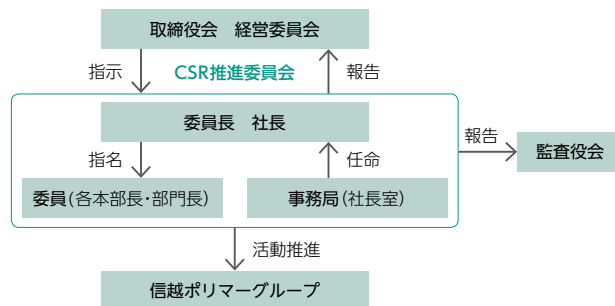 取締役会　経営委員会
指示
CSR推進委員会
報告
委員長　社長
報告
監査役会
指名
任命
委員(各本部長・部門長)
事務局(社長室)
活動推進
信越ポリマーグループ